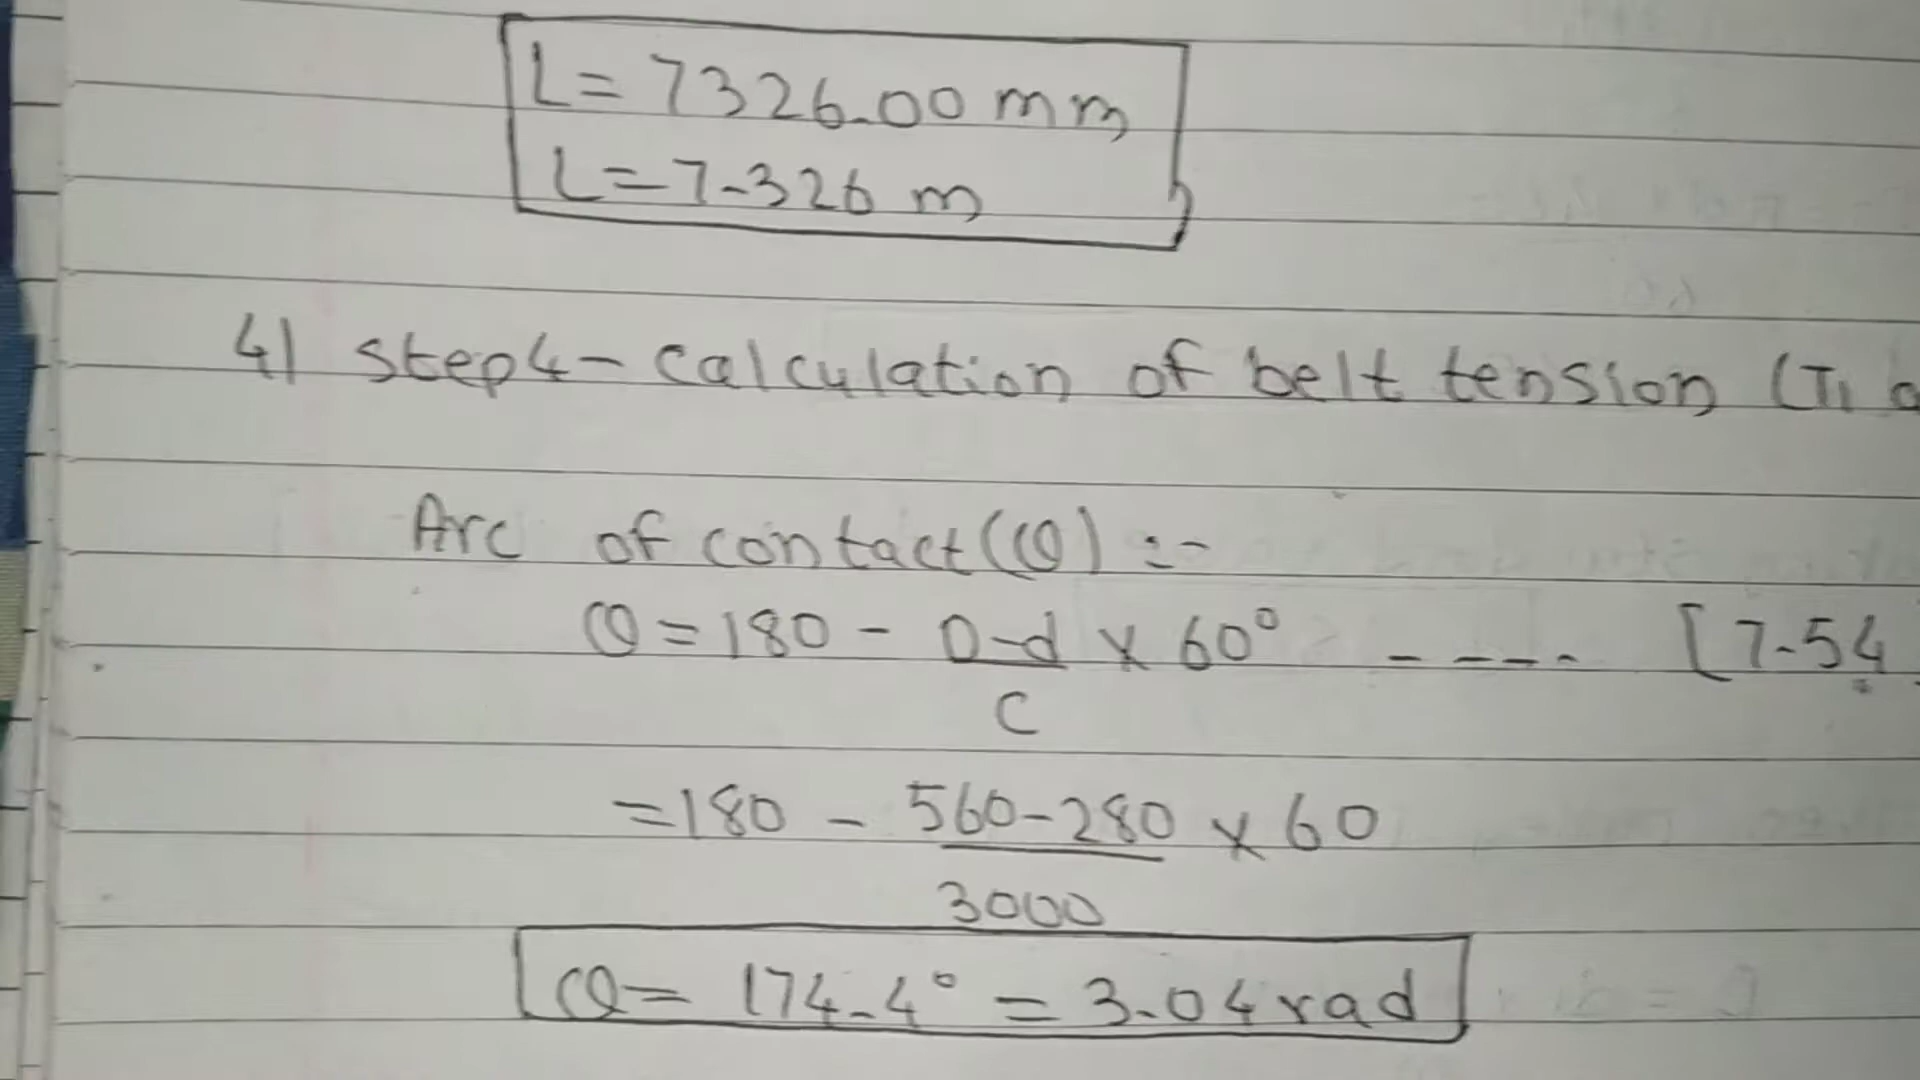 L = 7326.00 mm
L = 7.326 m
4) Step4 - Calculation of belt tension (T1
Arc of contact (θ) :-
θ = 180 - D-d/C × 60° ----- [7.54
= 180 - 560-280/3000 × 60
θ = 174.4° = 3.04 rad